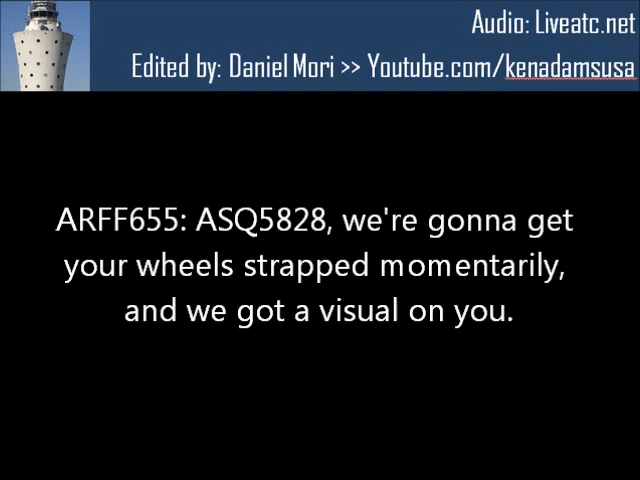 Audio: Liveatc.net
Edited by: Daniel Mori >> Youtube.com/kenadamsusa
ARFF655: ASQ5828, we're gonna get
your wheels strapped momentarily,
and we got a visual on you.